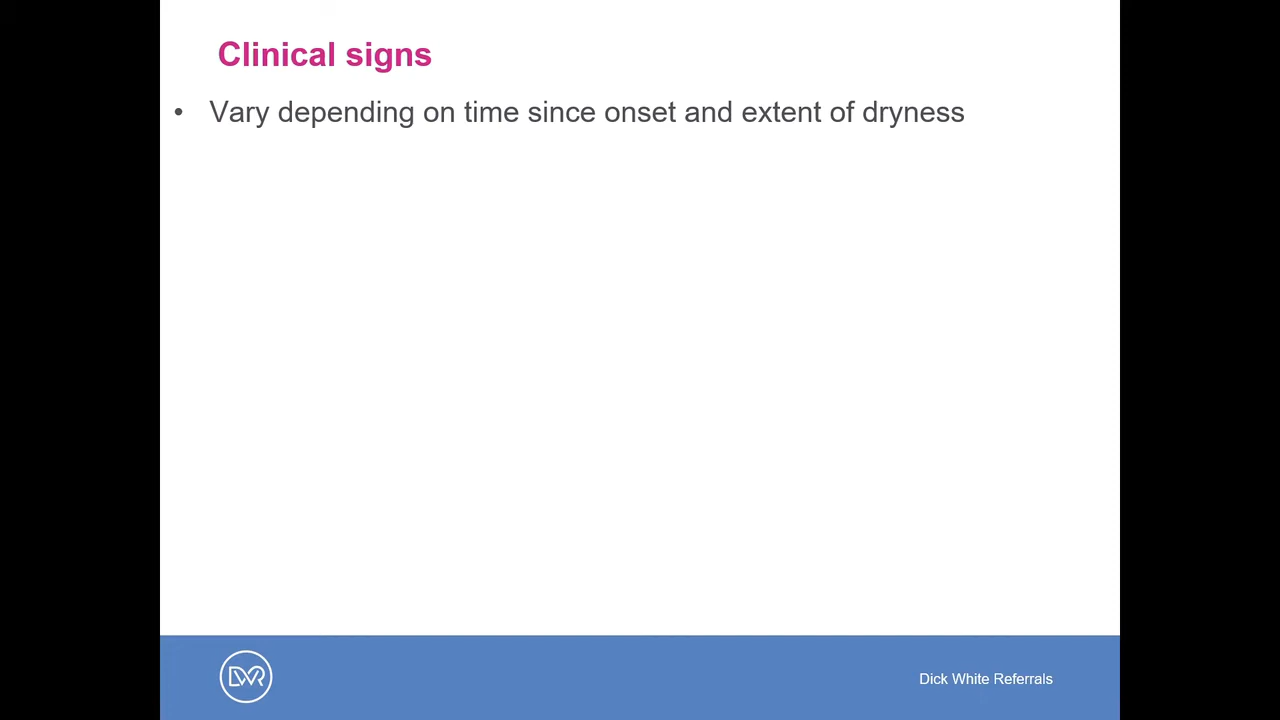 Clinical signs
• Vary depending on time since onset and extent of dryness
DWR
Dick White Referrals